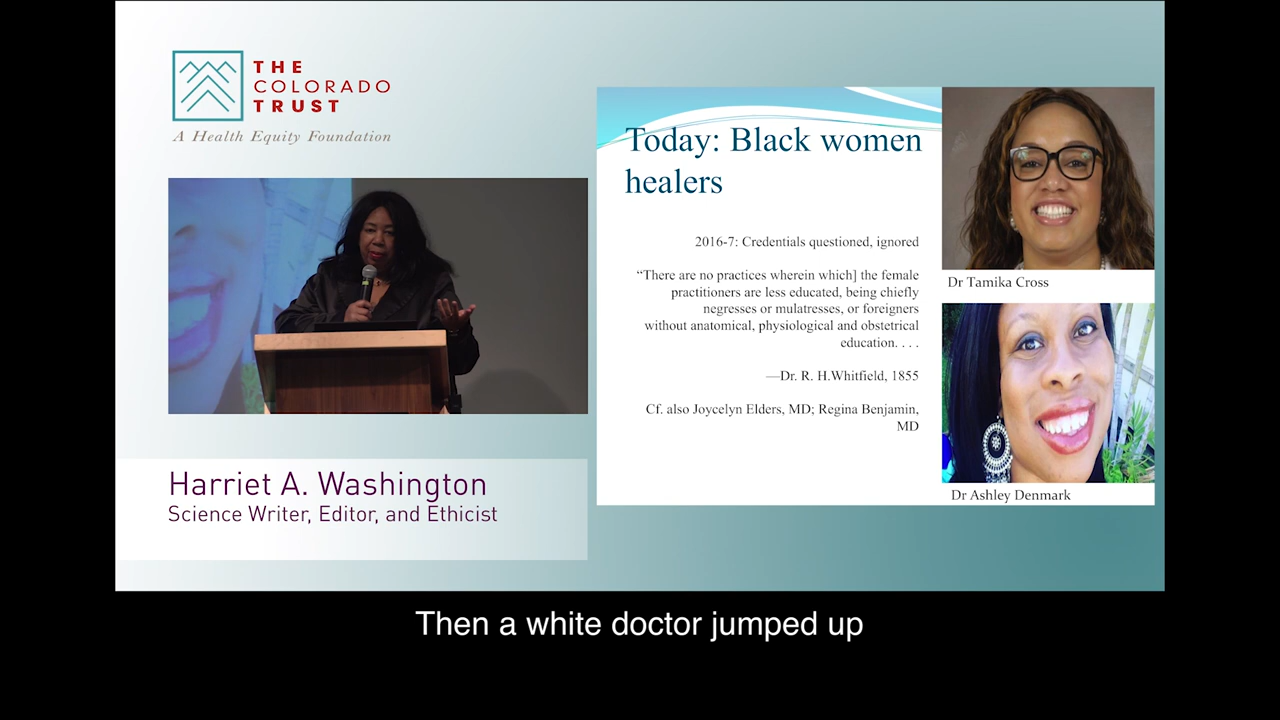 THE
COLORADO
TRUST
A Health Equity Foundation
Harriet A. Washington
Science Writer, Editor, and Ethicist
Today: Black women
healers
2016-7: Credentials questioned, ignored
“There are no practices wherein which] the female
practitioners are less educated, being chiefly
negresses or mulatresses, or foreigners
without anatomical, physiological and obstetrical
education. . . .
—Dr. R. H.Whitfield, 1855
Cf. also Joycelyn Elders, MD; Regina Benjamin,
MD
Dr Tamika Cross
Dr Ashley Denmark
Then a white doctor jumped up